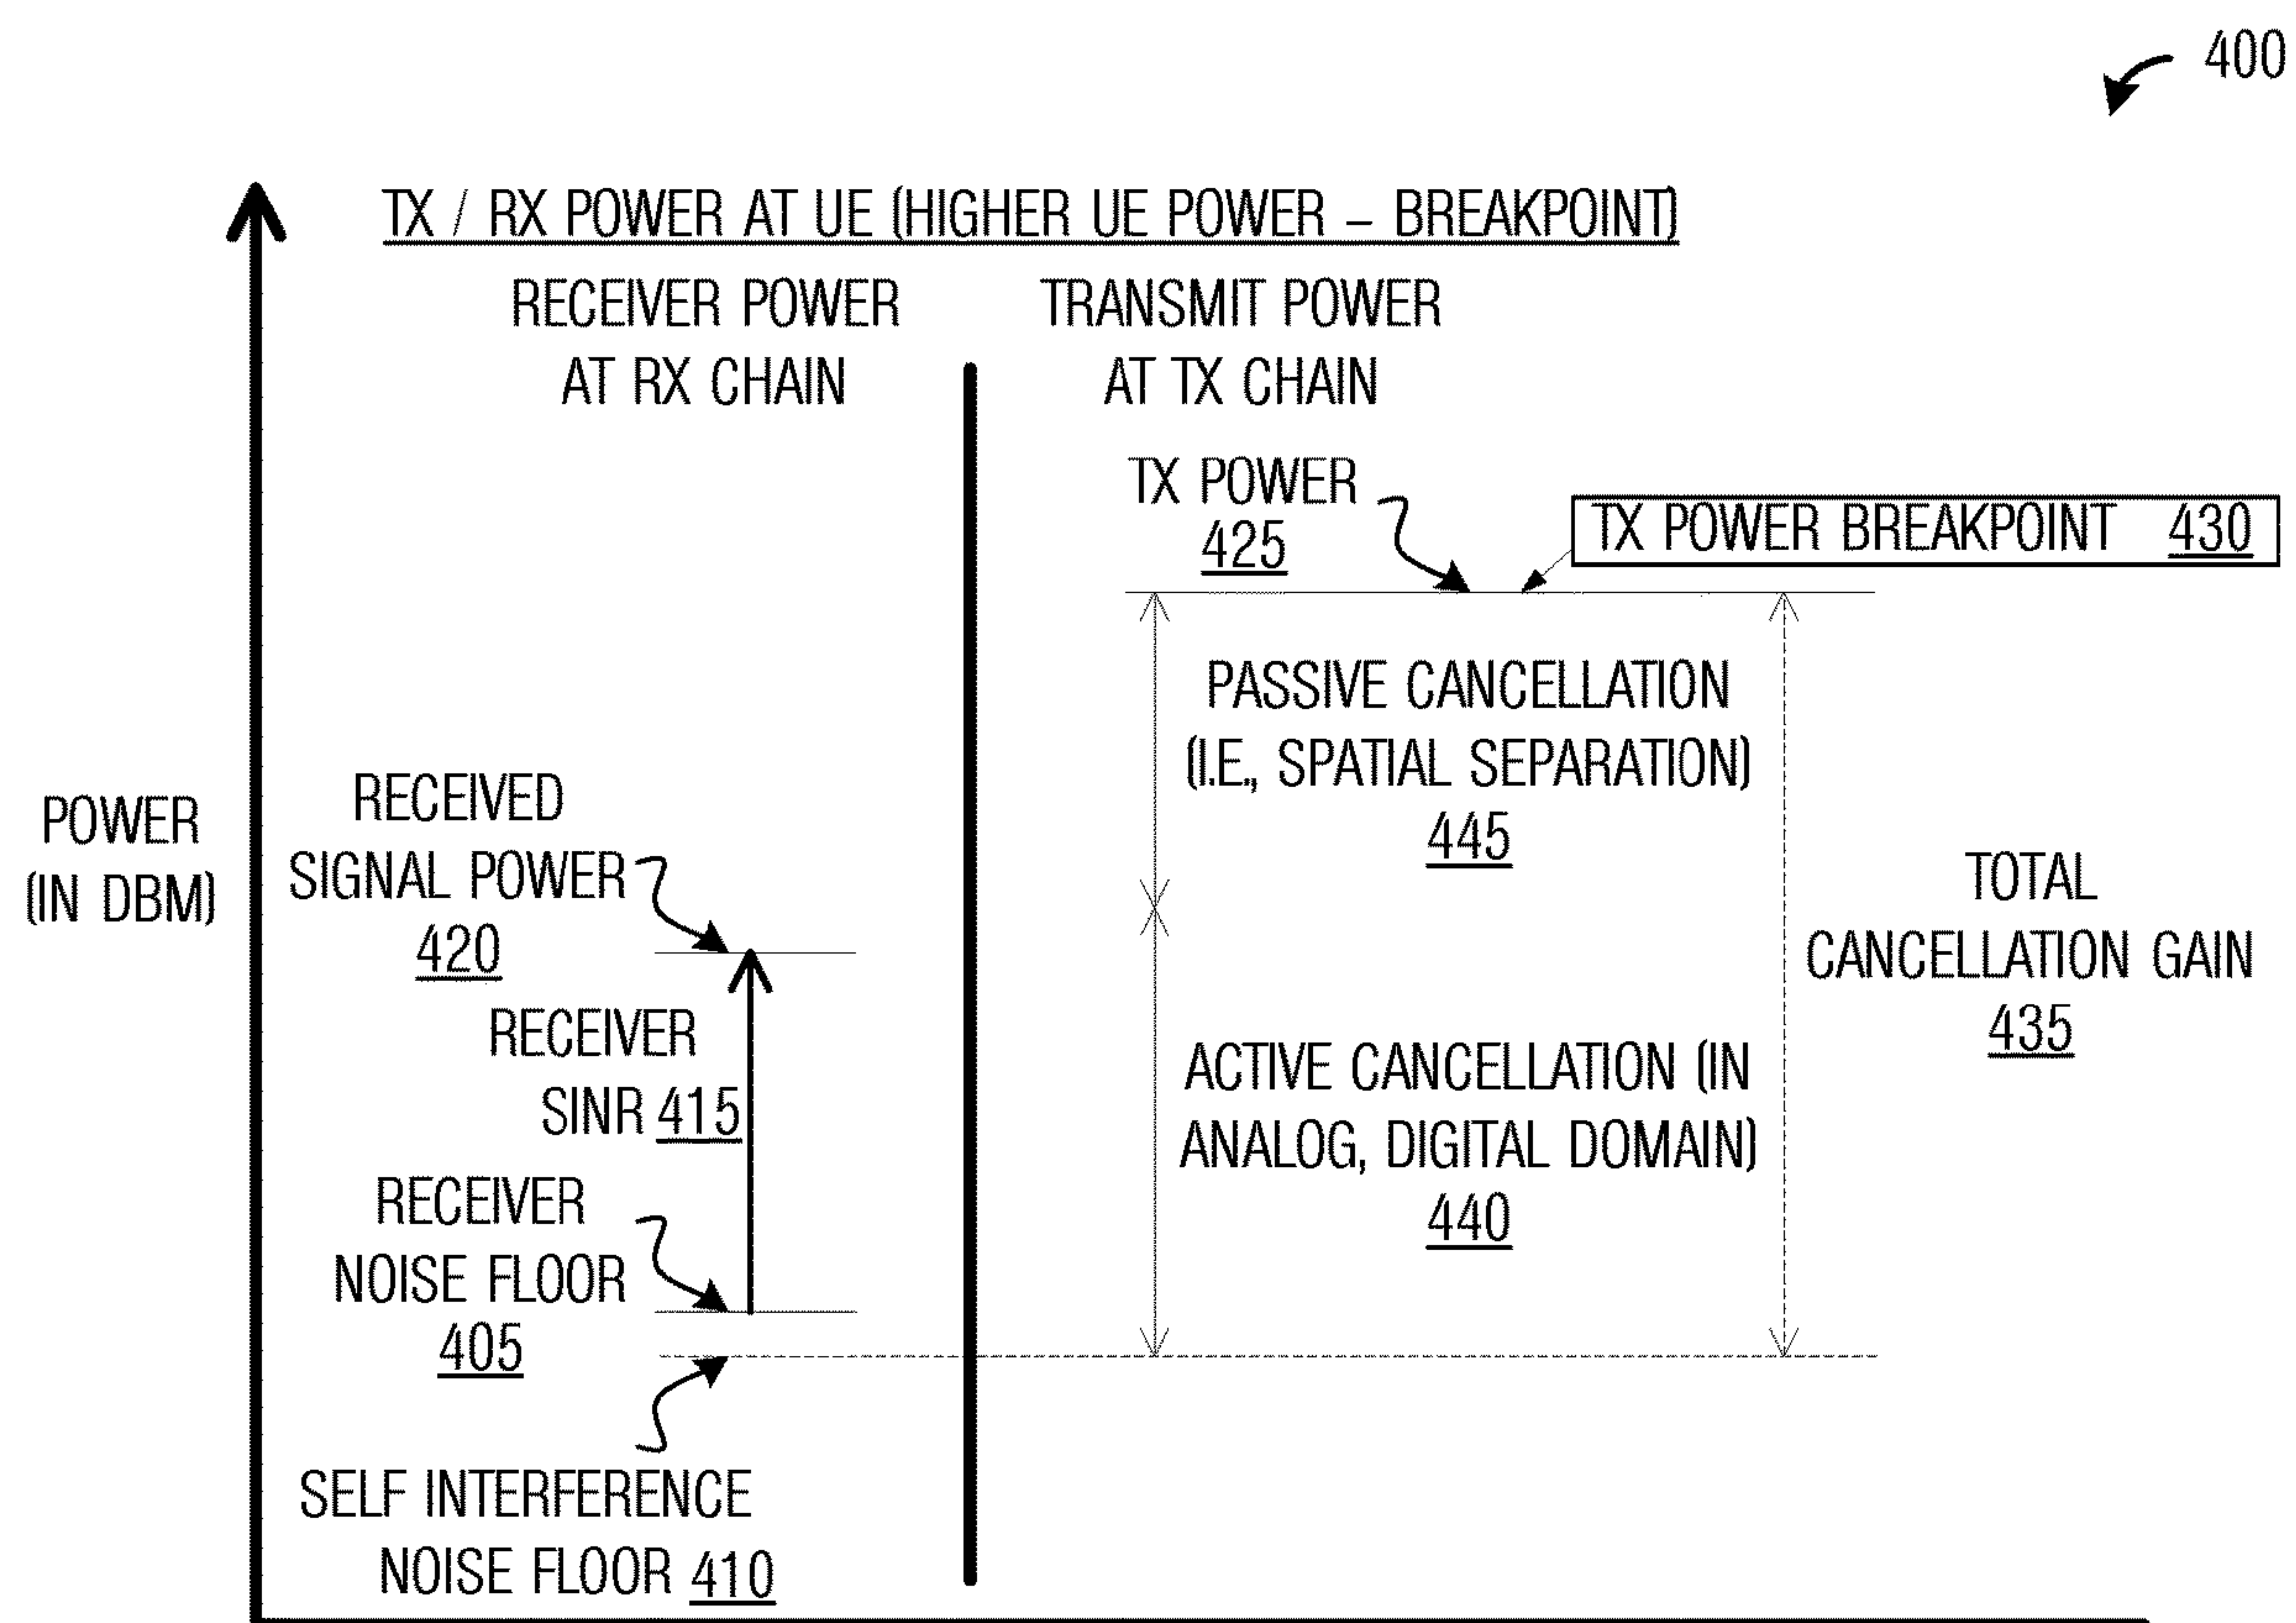 400
TX / RX POWER AT UE (HIGHER UE POWER – BREAKPOINT)
RECEIVER POWER
AT RX CHAIN
TRANSMIT POWER
AT TX CHAIN
TX POWER
425
TX POWER BREAKPOINT 430
PASSIVE CANCELLATION
(I.E., SPATIAL SEPARATION)
445
POWER
(IN DBM)
RECEIVED
SIGNAL POWER
420
TOTAL
CANCELLATION GAIN
435
RECEIVER
SINR 415
ACTIVE CANCELLATION (IN
ANALOG, DIGITAL DOMAIN)
440
RECEIVER
NOISE FLOOR
405
SELF INTERFERENCE
NOISE FLOOR 410